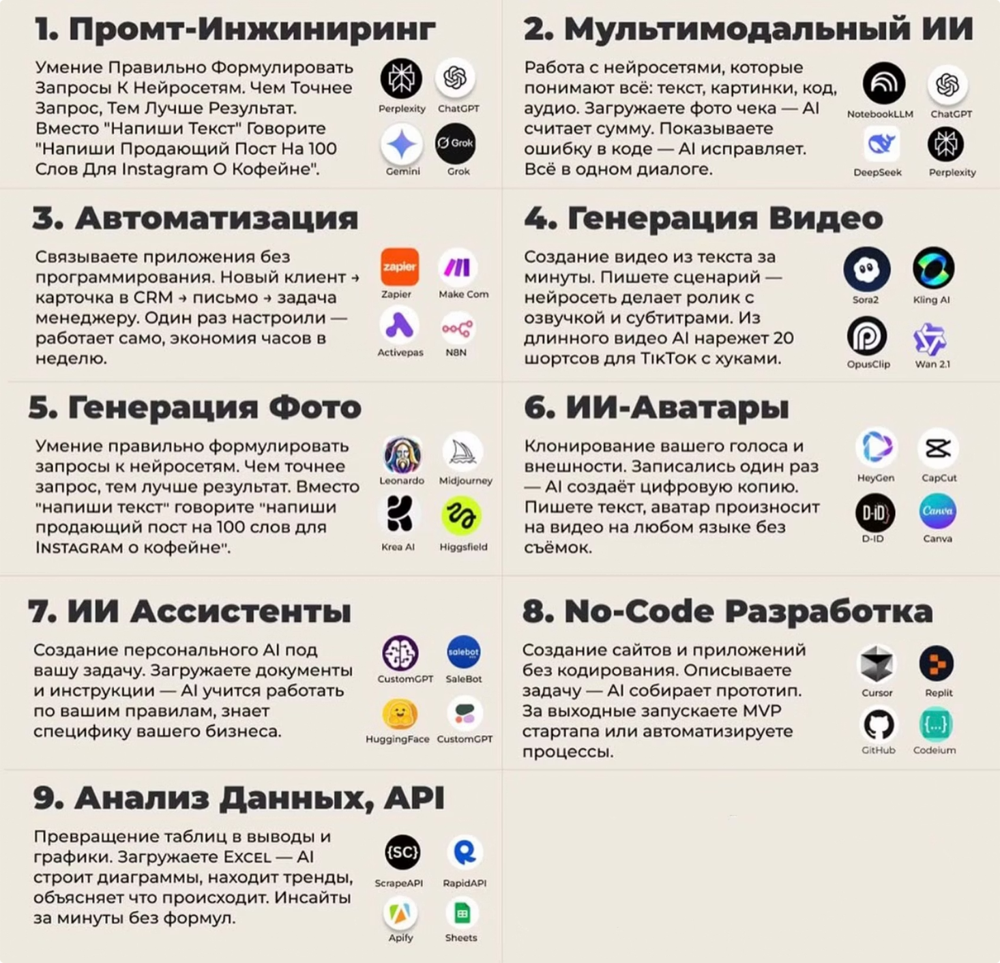 1. Промт-Инжиниринг
Умение Правильно Формулировать
Запросы К Нейросетям. Чем Точнее
Запрос, Тем Лучше Результат.
Вместо "Напиши Текст" Говорите
"Напиши Продающий Пост На 100
Слов Для Instagram О Кофейне".
Perplexity ChatGPT
Grok
Gemini Grok
2. Мультимодальный ИИ
Работа с нейросетями, которые
понимают всё: текст, картинки, код,
аудио. Загружаете фото чека — AI
считает сумму. Показываете
ошибку в коде — AI исправляет.
Всё в одном диалоге.
NotebookLLM ChatGPT
DeepSeek Perplexity
3. Автоматизация
Связываете приложения без
программирования. Новый клиент →
карточка в CRM → письмо → задача
менеджеру. Один раз настроили —
работает само, экономия часов в
неделю.
zapier
Zapier Make Com
Activepas N8N
4. Генерация Видео
Создание видео из текста за
минуты. Пишете сценарий —
нейросеть делает ролик с
озвучкой и субтитрами. Из
длинного видео AI нарежет 20
шортсов для TikTok с хуками.
Sora2 Kling AI
OpusClip Wan 2.1
5. Генерация Фото
Умение правильно формулировать
запросы к нейросетям. Чем точнее
запрос, тем лучше результат. Вместо
"напиши текст" говорите "напиши
продающий пост на 100 слов для
Instagram о кофейне".
Leonardo Midjourney
Krea AI Higgsfield
6. ИИ-Аватары
Клонирование вашего голоса и
внешности. Записались один раз
— AI создаёт цифровую копию.
Пишете текст, аватар произносит
на видео на любом языке без
съёмок.
HeyGen CapCut
D-iD Canva
D-ID Canva
7. ИИ Ассистенты
Создание персонального AI под
вашу задачу. Загружаете документы
и инструкции — AI учится работать
по вашим правилам, знает
специфику вашего бизнеса.
salebot
CustomGPT SaleBot
HuggingFace CustomGPT
8. No-Code Разработка
Создание сайтов и приложений
без кодирования. Описываете
задачу — AI собирает прототип.
За выходные запускаете MVP
стартапа или автоматизируете
процессы.
Cursor Replit
{...}
GitHub Codeium
9. Анализ Данных, API
Превращение таблиц в выводы и
графики. Загружаете Excel — AI
строит диаграммы, находит тренды,
объясняет что происходит. Инсайты
за минуты без формул.
{SC}
ScrapeAPI RapidAPI
Apify Sheets